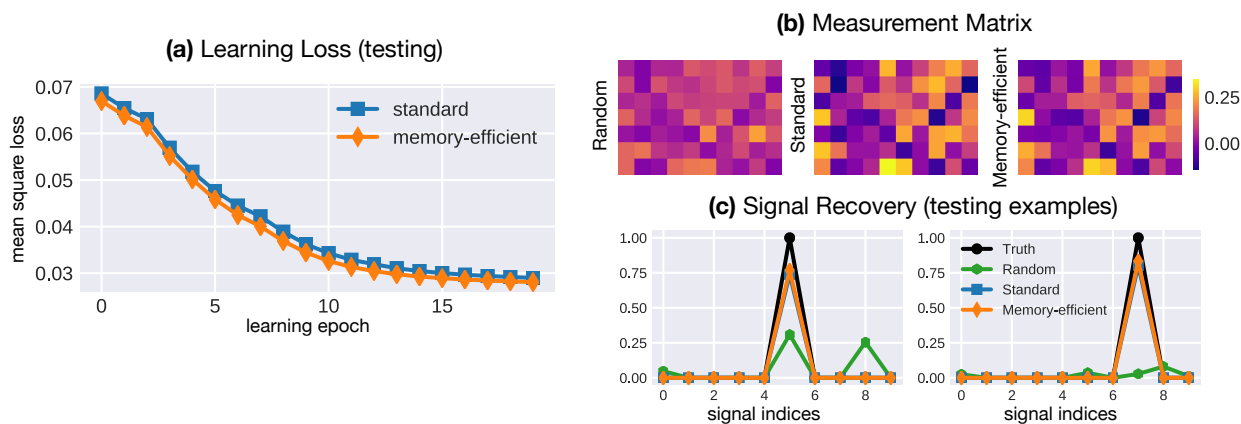 (a) Learning Loss (testing)
0.07
0.06
0.05
0.04
0.03
mean square loss
0
5
10
15
learning epoch
standard
memory-efficient
(b) Measurement Matrix
Random
Standard
Memory-efficient
0.25
0.00
(c) Signal Recovery (testing examples)
1.00
0.75
0.50
0.25
0.00
0
2
4
6
8
signal indices
1.00
0.75
0.50
0.25
0.00
0
2
4
6
8
signal indices
Truth
Random
Standard
Memory-efficient